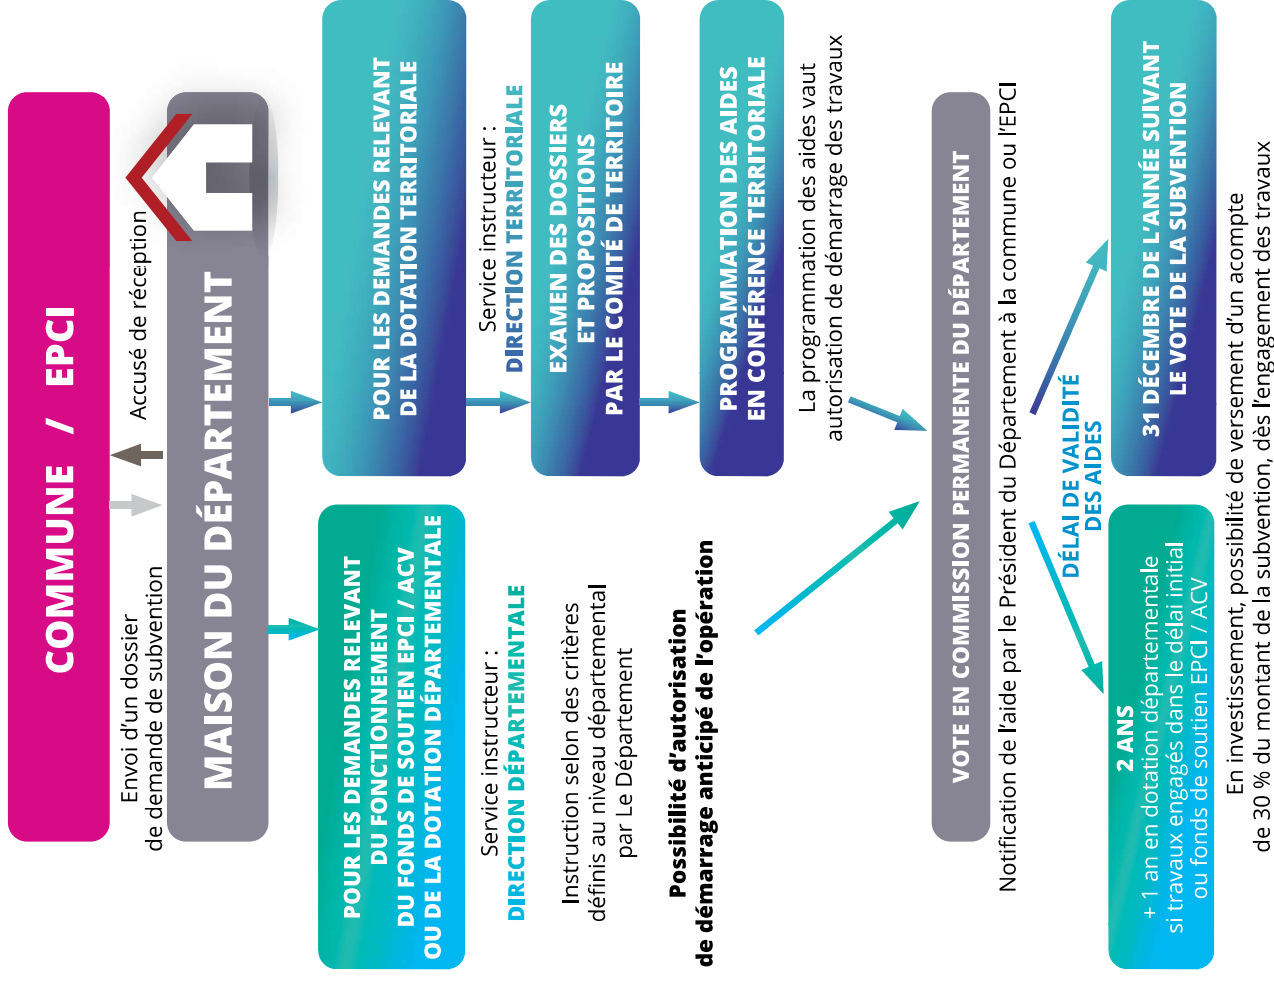 COMMUNE / EPCI
Envoi d'un dossier
de demande de subvention
Accusé de réception
MAISON DU DÉPARTEMENT
POUR LES DEMANDES RELEVANT
DU FONCTIONNEMENT
DU FONDS DE SOUTIEN EPCI / ACV
OU DE LA DOTATION DÉPARTEMENTALE
Service instructeur :
DIRECTION DÉPARTEMENTALE
Instruction selon des critères
définis au niveau départemental
par Le Département
Possibilité d'autorisation
de démarrage anticipé de l'opération
POUR LES DEMANDES RELEVANT
DE LA DOTATION TERRITORIALE
Service instructeur :
DIRECTION TERRITORIALE
EXAMEN DES DOSSIERS
ET PROPOSITIONS
PAR LE COMITÉ DE TERRITOIRE
PROGRAMMATION DES AIDES
EN CONFÉRENCE TERRITORIALE
La programmation des aides vaut
autorisation de démarrage des travaux
VOTE EN COMMISSION PERMANENTE DU DÉPARTEMENT
Notification de l'aide par le Président du Département à la commune ou l'EPCI
DÉLAI DE VALIDITÉ
DES AIDES
2 ANS
+ 1 an en dotation départementale
si travaux engagés dans le délai initial
ou fonds de soutien EPCI / ACV
31 DÉCEMBRE DE L'ANNÉE SUIVANT
LE VOTE DE LA SUBVENTION
En investissement, possibilité de versement d'un acompte
de 30 % du montant de la subvention, dès l'engagement des travaux